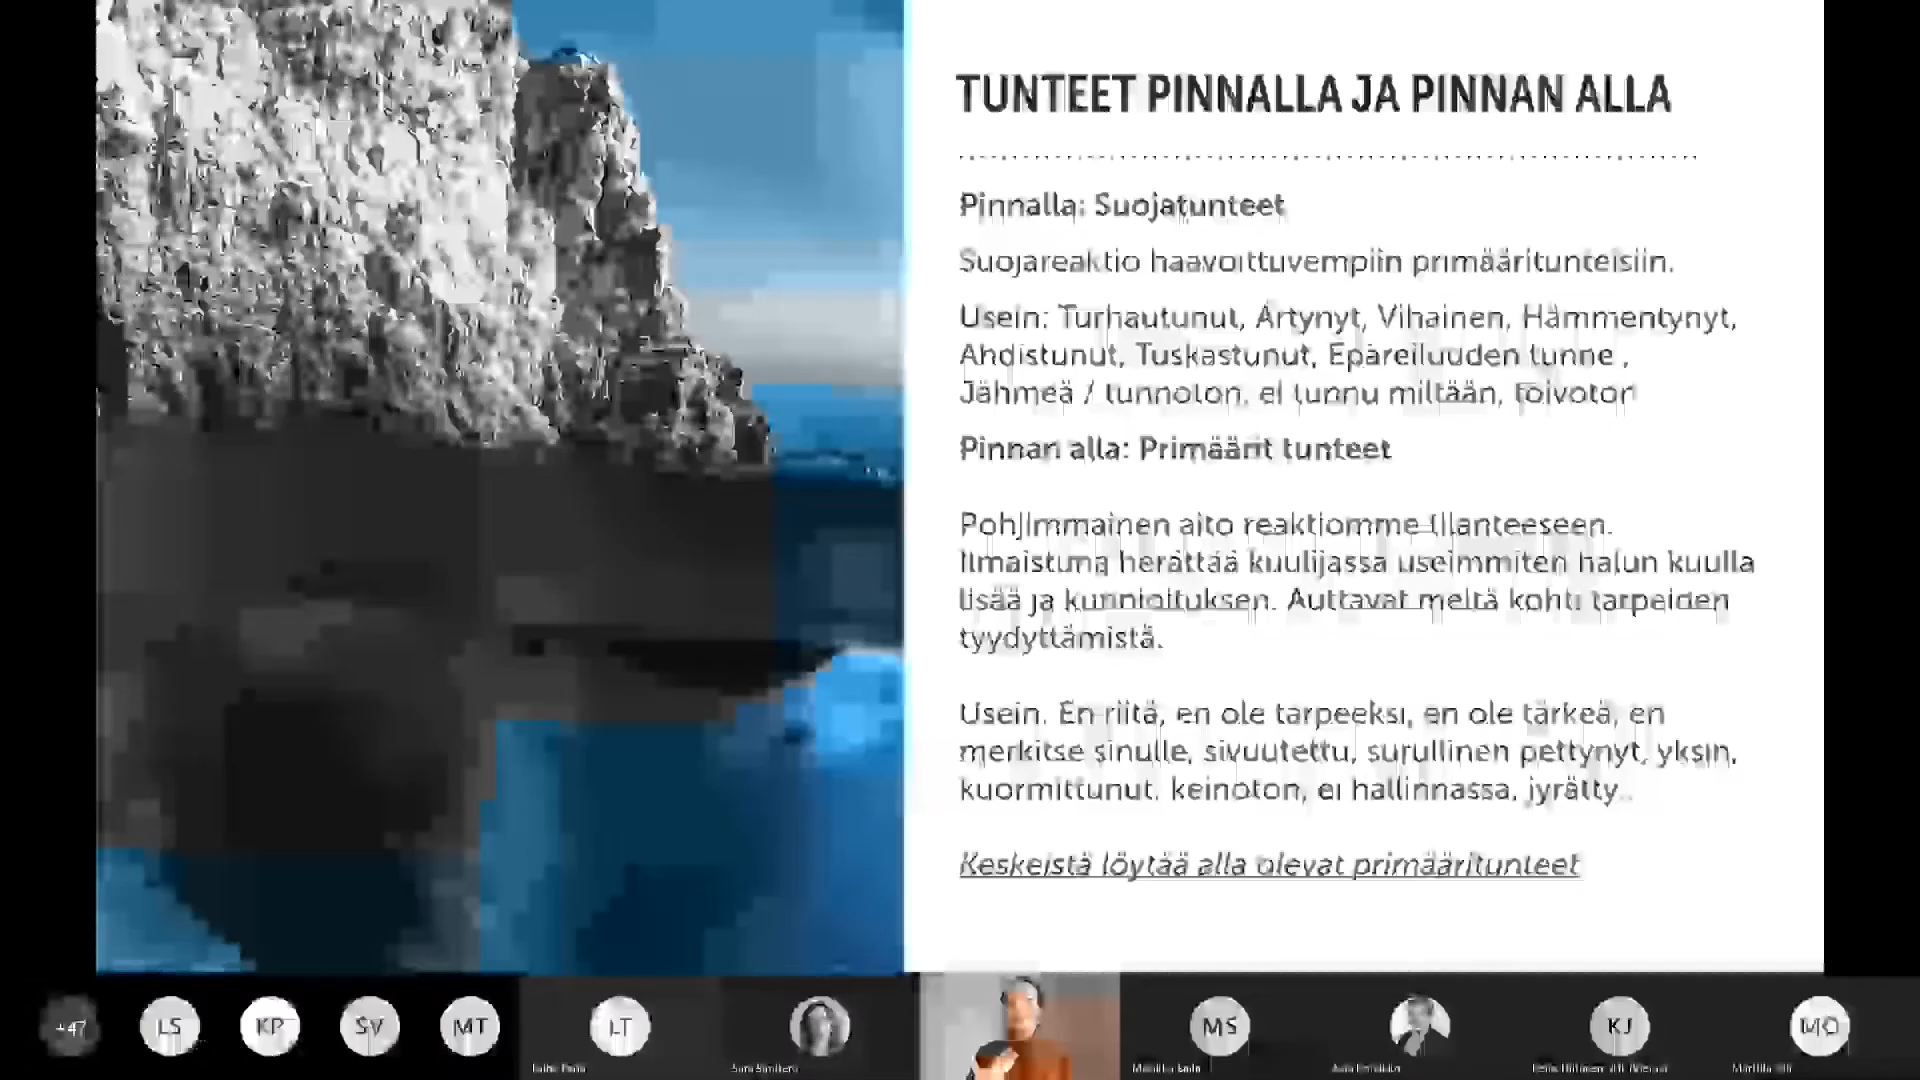 TUNTEET PINNALLA JA PINNAN ALLA
Pinnalla: Suojatunteet
Suojareaktio haavoittuvempiin primääritunteisiin.
Usein: Turhautunut, Ärtynyt, Vihainen, Hämmentynyt,
Ahdistunut, Tuskastunut, Epäreiluuden tunne ,
Jähmeä / tunnoton, ei tunnu miltään, toivoton
Pinnan alla: Primäärit tunteet
Pohjimmainen aito reaktiomme tilanteeseen.
Ilmaistuna herättää kuulijassa useimmiten halun kuulla
lisää ja kunnioituksen. Auttavat meitä kohti tarpeiden
tyydyttämistä.
Usein. En riitä, en ole tarpeeksi, en ole tärkeä, en
merkitse sinulle, sivuutettu, surullinen pettynyt, yksin,
kuormittunut, keinoton, ei hallinnassa, jyrätty..
Keskeistä löytää alla olevat primääritunteet
+47 LS KP SV MT LT MS KJ MO